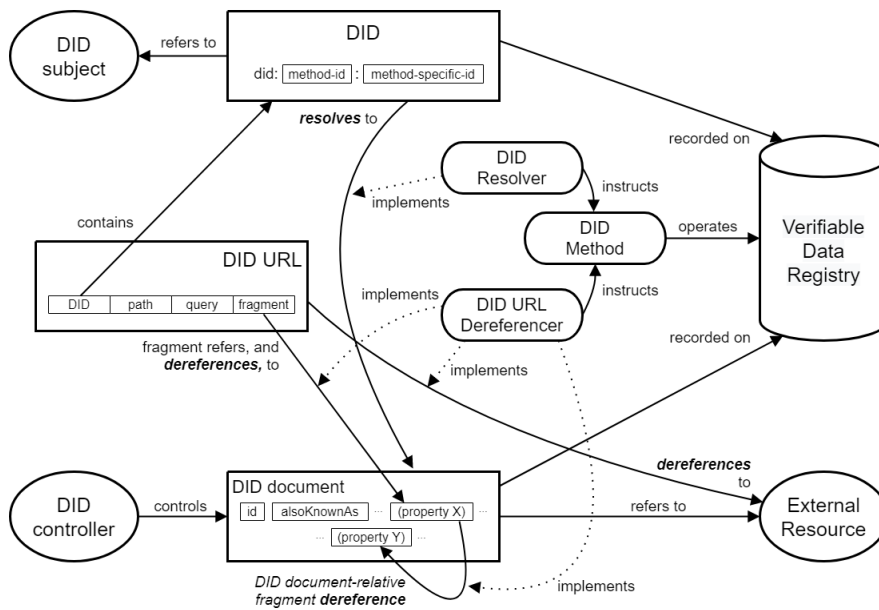 DID
subject
refers to
DID
did: method-id : method-specific-id
resolves to
recorded on
DID
Resolver
implements
instructs
DID
Method
operates
Verifiable
Data
Registry
contains
DID URL
DID path query fragment
implements
DID URL
Dereferencer
instructs
fragment refers, and
dereferences, to
implements
recorded on
dereferences
to
DID
controller
controls
DID document
id alsoKnownAs ... (property X) ...
... (property Y) ...
refers to
External
Resource
DID document-relative
fragment dereference
implements